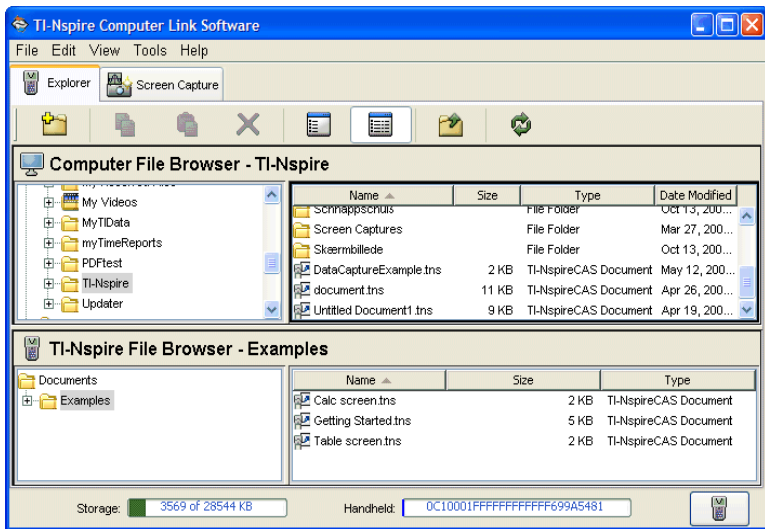 TI-Nspire Computer Link Software
File Edit View Tools Help
Explorer Screen Capture
Computer File Browser - TI-Nspire
My Videos
MyTIData
myTimeReports
PDFtest
TI-Nspire
Updater
Name Size Type Date Modified
Schnappschuß File Folder Oct 13, 200...
Screen Captures File Folder Mar 27, 200...
Skærmbillede File Folder Oct 13, 200...
DataCaptureExample.tns 2 KB TI-NspireCAS Document May 12, 200...
document.tns 11 KB TI-NspireCAS Document Apr 26, 200...
Untitled Document1.tns 9 KB TI-NspireCAS Document Apr 19, 200...
TI-Nspire File Browser - Examples
Documents
Examples
Name Size Type
Calc screen.tns 2 KB TI-NspireCAS Document
Getting Started.tns 5 KB TI-NspireCAS Document
Table screen.tns 2 KB TI-NspireCAS Document
Storage: 3569 of 28544 KB Handheld: 0C10001FFFFFFFFFFFF699A5481